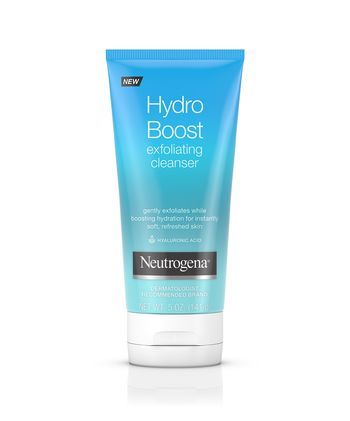 NEW
Hydro
Boost
exfoliating
cleanser
gently exfoliates while
boosting hydration for instantly
soft, refreshed skin
HYALURONIC ACID
Neutrogena®
DERMATOLOGIST
RECOMMENDED BRAND
NET WT. 5 OZ. (141g)